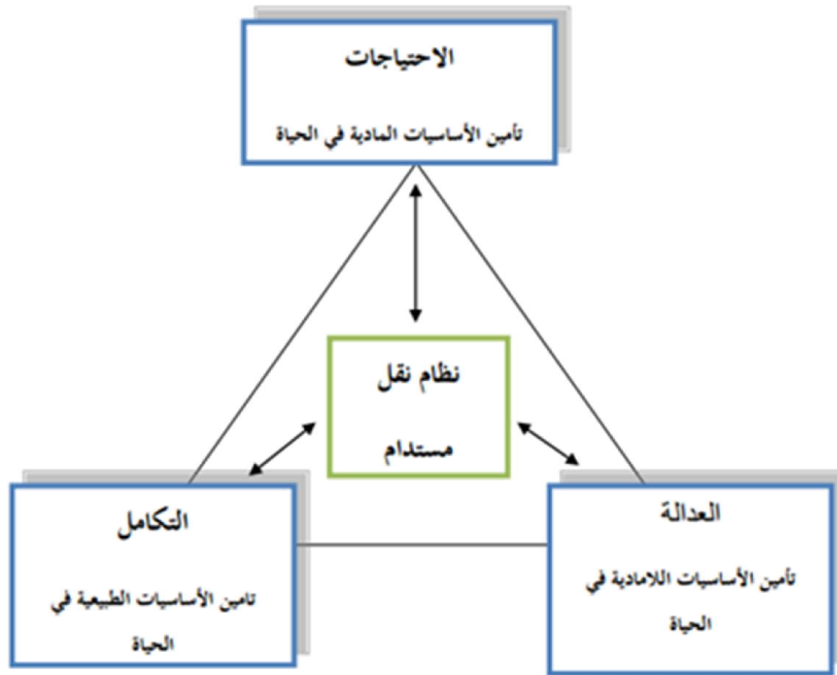 الاحتياجات
تأمين الأساسيات المادية في الحياة
نظام نقل
مستدام
العدالة
تأمين الأساسيات اللامادية في
الحياة
التكامل
تامين الأساسيات الطبيعية في
الحياة